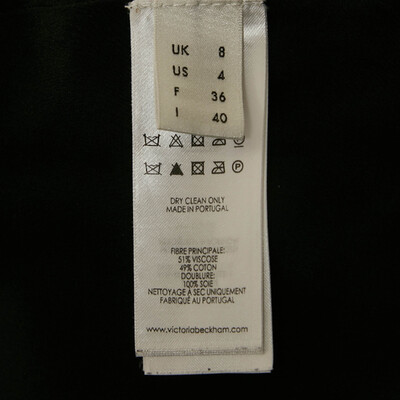 UK 8
US 4
F 36
I 40
DRY CLEAN ONLY
MADE IN PORTUGAL
FIBRE PRINCIPALE:
51% VISCOSE
49% COTON
DOUBLURE:
100% SOIE
NETTOYAGE À SEC UNIQUEMENT
FABRIQUÉ AU PORTUGAL
www.victoriabeckham.com